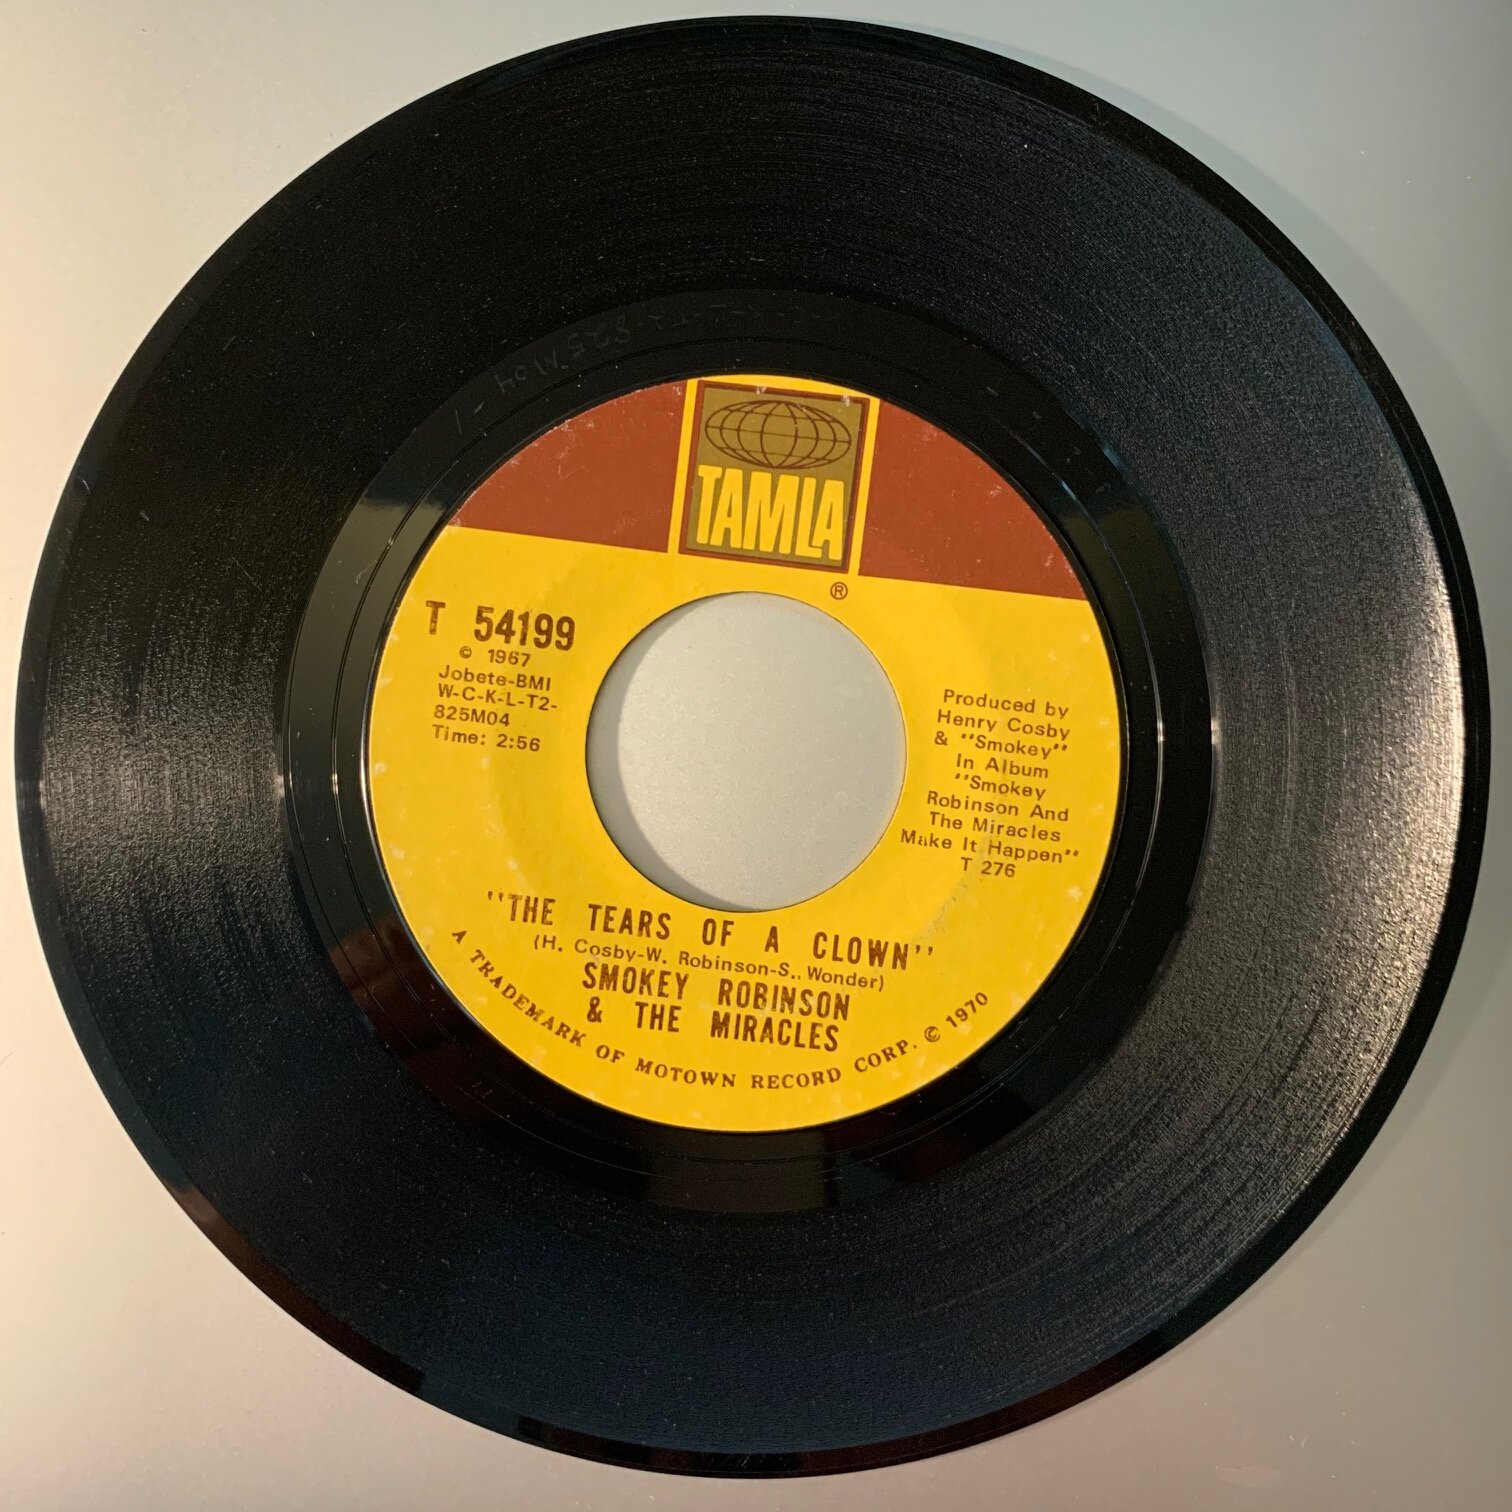 TAMLA
®
T 54199
© 1967
Jobete-BMI
W-C-K-L-T2-
825M04
Time: 2:56
Produced by
Henry Cosby
& "Smokey"
In Album
"Smokey
Robinson And
The Miracles
Make It Happen"
T 276
"THE TEARS OF A CLOWN"
(H. Cosby-W. Robinson-S.. Wonder)
SMOKEY ROBINSON
& THE MIRACLES
A TRADEMARK OF MOTOWN RECORD CORP. © 1970